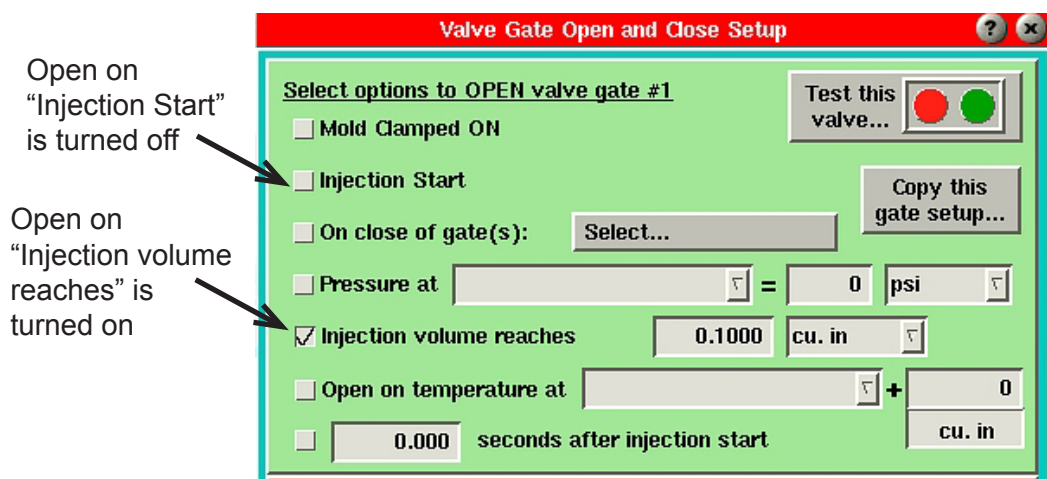 Valve Gate Open and Close Setup
? x
Open on
“Injection Start”
is turned off
Select options to OPEN valve gate #1
Test this
valve...
Mold Clamped ON
Injection Start
Copy this
gate setup...
On close of gate(s): Select...
Open on
“Injection volume
reaches” is
turned on
Pressure at = 0 psi
Injection volume reaches 0.1000 cu. in
Open on temperature at + 0
cu. in
0.000 seconds after injection start